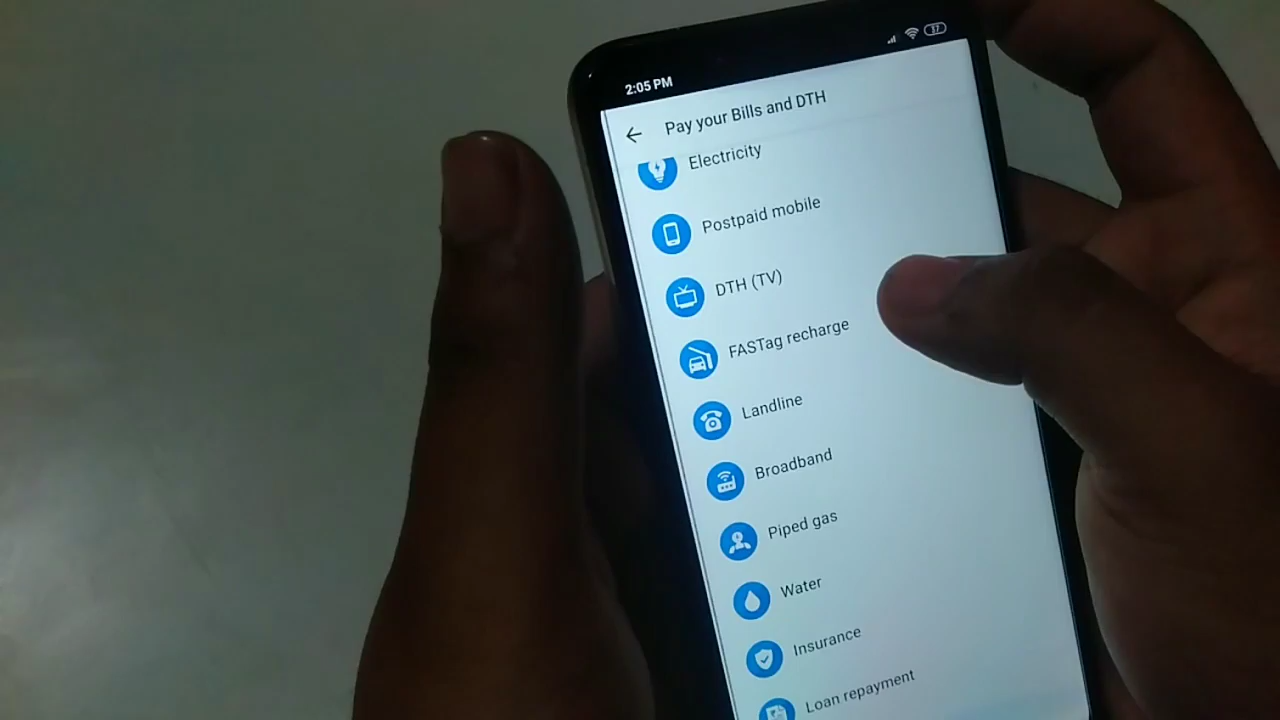 2:05 PM
37
Pay your Bills and DTH
Electricity
Postpaid mobile
DTH (TV)
FASTag recharge
Landline
Broadband
Piped gas
Water
Insurance
Loan repayment